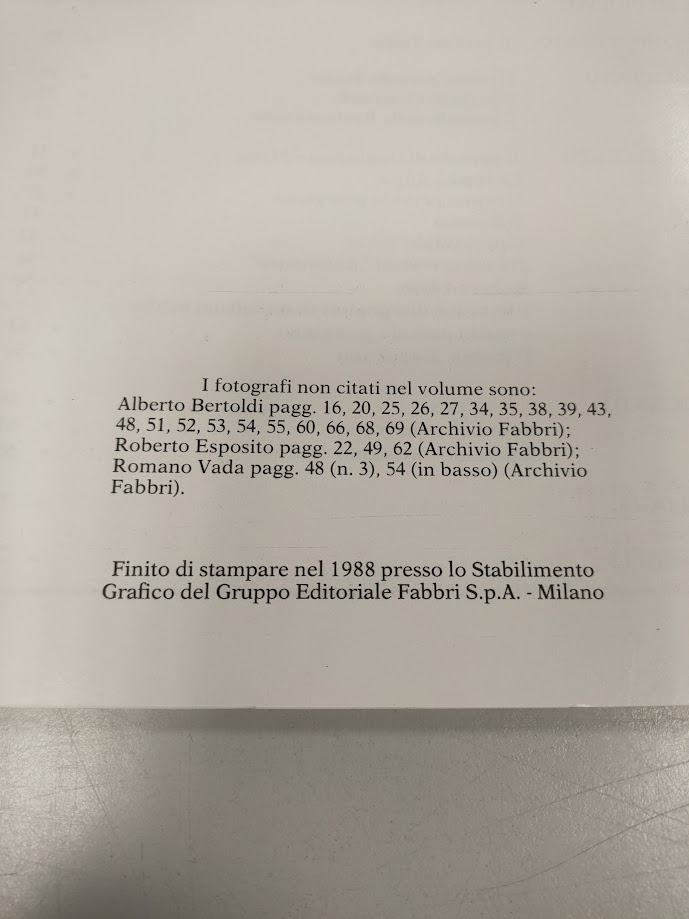 I fotografi non citati nel volume sono:
Alberto Bertoldi pagg. 16, 20, 25, 26, 27, 34, 35, 38, 39, 43,
48, 51, 52, 53, 54, 55, 60, 66, 68, 69 (Archivio Fabbri);
Roberto Esposito pagg. 22, 49, 62 (Archivio Fabbri);
Romano Vada pagg. 48 (n. 3), 54 (in basso) (Archivio
Fabbri).
Finito di stampare nel 1988 presso lo Stabilimento
Grafico del Gruppo Editoriale Fabbri S.p.A. - Milano